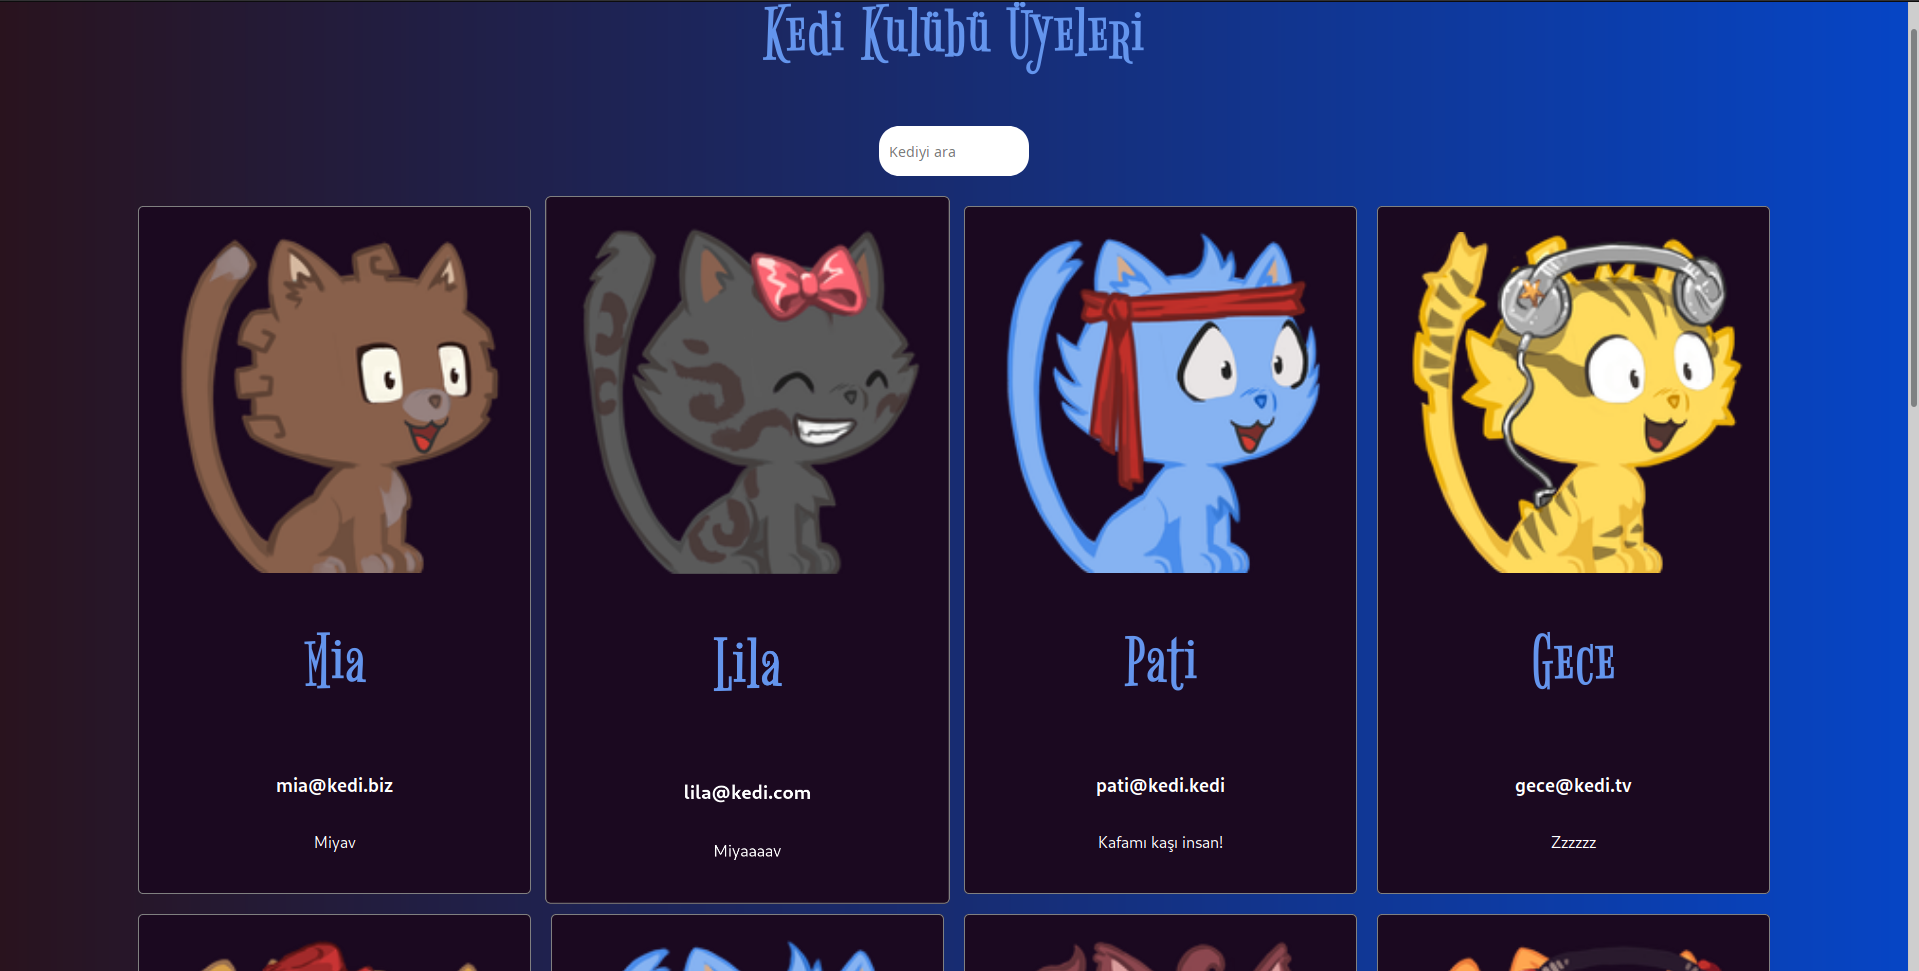 Kedi Kulübü Üyeleri
Kediyi ara
Mia
mia@kedi.biz
Miyav
Lila
lila@kedi.com
Miyaaaav
Pati
pati@kedi.kedi
Kafamı kaşı insan!
Gece
gece@kedi.tv
Zzzzzz